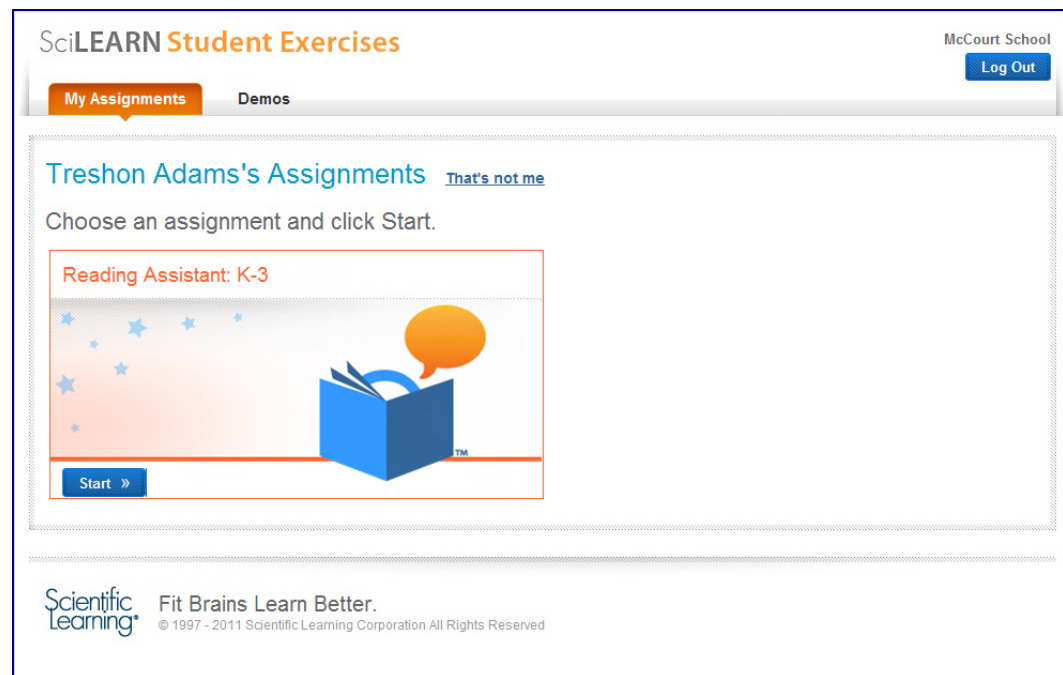 SciLEARN Student Exercises
McCourt School
Log Out
My Assignments
Demos
Treshon Adams's Assignments That's not me
Choose an assignment and click Start.
Reading Assistant: K-3
TM
Start »
Scientific Learning®
Fit Brains Learn Better.
© 1997 - 2011 Scientific Learning Corporation All Rights Reserved